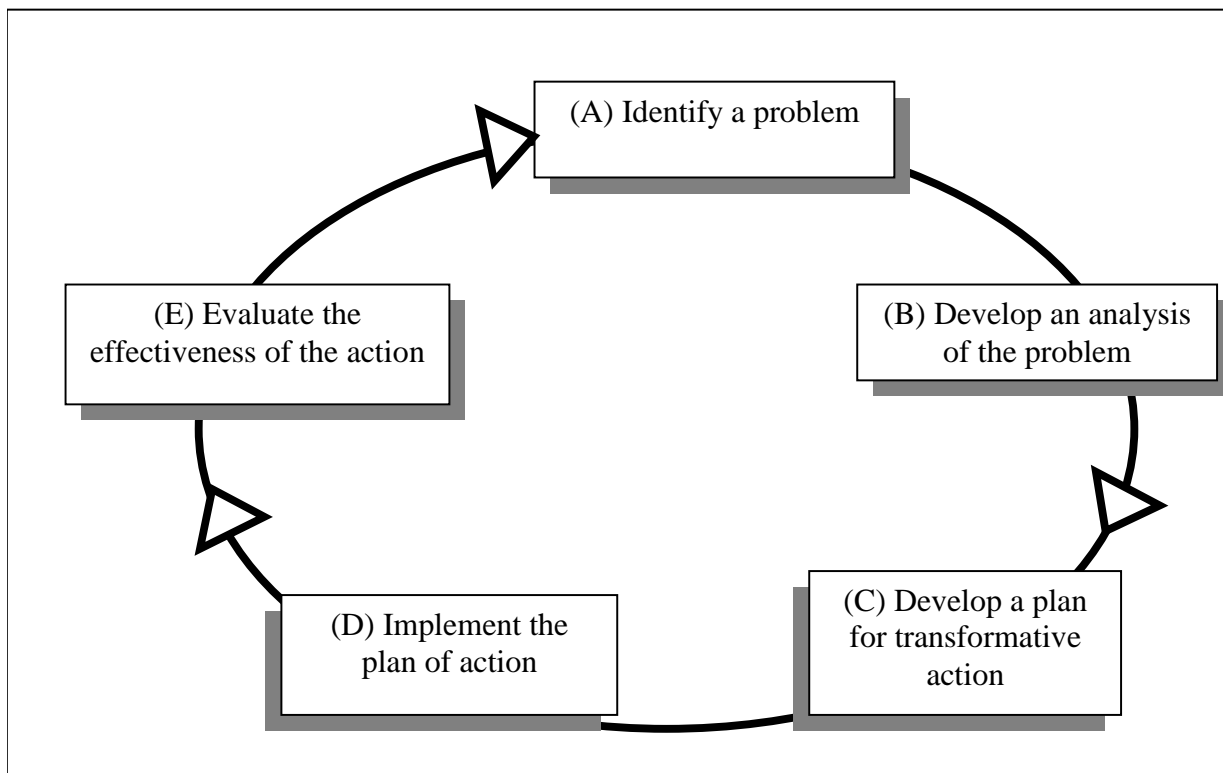 (A) Identify a problem
(B) Develop an analysis
of the problem
(C) Develop a plan
for transformative
action
(D) Implement the
plan of action
(E) Evaluate the
effectiveness of the action